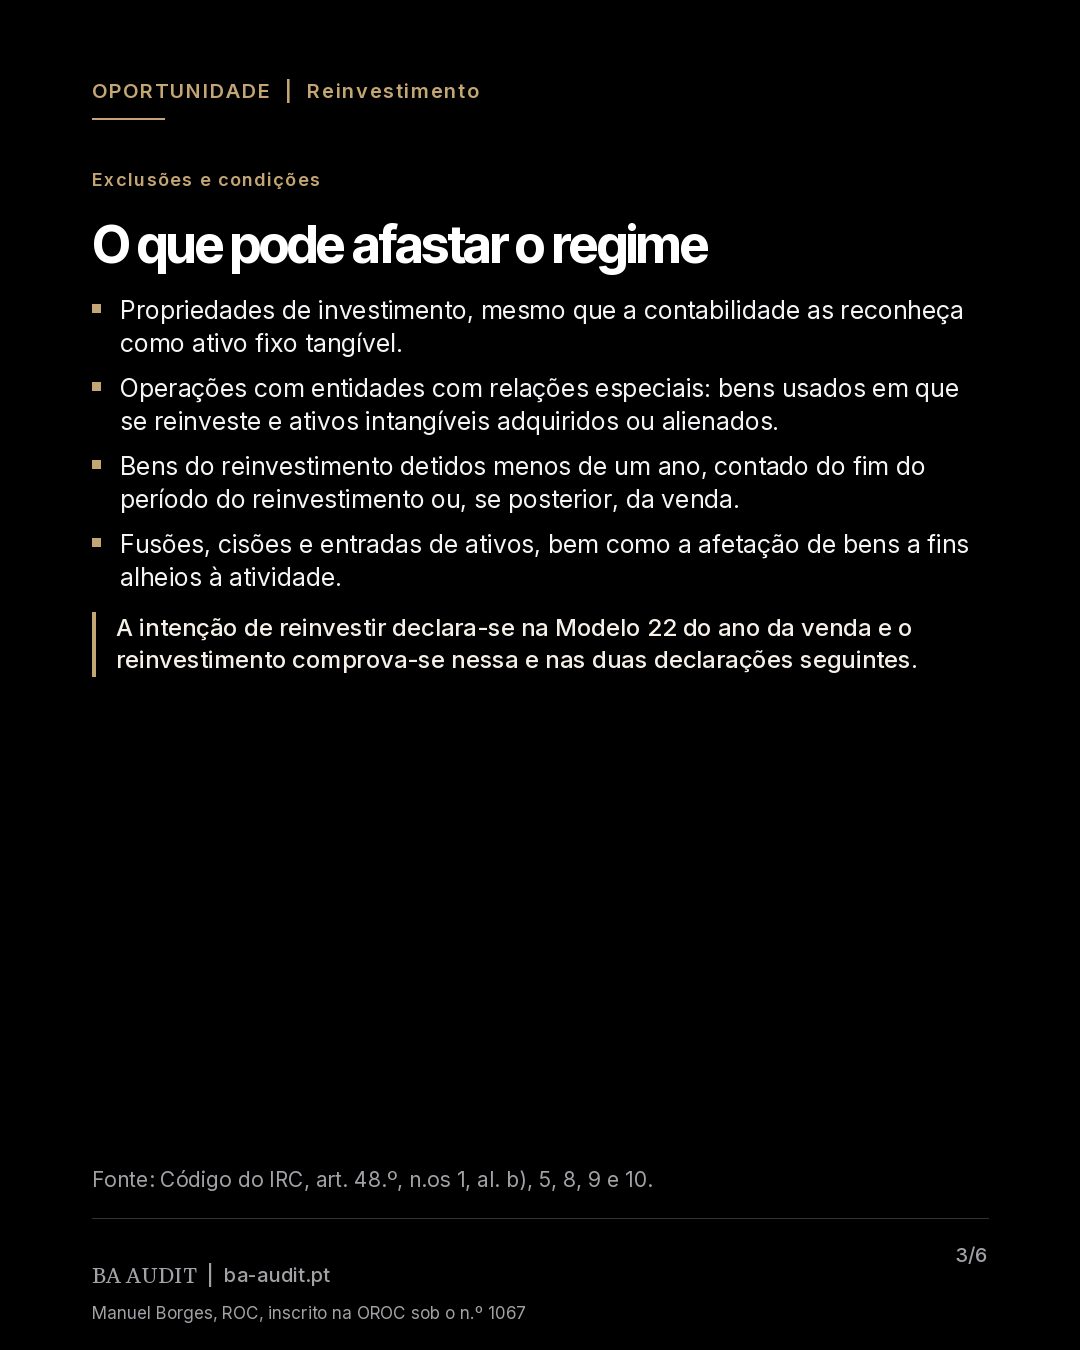 OPORTUNIDADE | Reinvestimento
Exclusões e condições
O que pode afastar o regime
Propriedades de investimento, mesmo que a contabilidade as reconheça
como ativo fixo tangível.
Operações com entidades com relações especiais: bens usados em que
se reinveste e ativos intangíveis adquiridos ou alienados.
Bens do reinvestimento detidos menos de um ano, contado do fim do
período do reinvestimento ou, se posterior, da venda.
Fusões, cisões e entradas de ativos, bem como a afetação de bens a fins
alheios à atividade.
A intenção de reinvestir declara-se na Modelo 22 do ano da venda e o
reinvestimento comprova-se nessa e nas duas declarações seguintes.
Fonte: Código do IRC, art. 48.º, n.os 1, al. b), 5, 8, 9 e 10.
3/6
BA AUDIT | ba-audit.pt
Manuel Borges, ROC, inscrito na OROC sob o n.º 1067